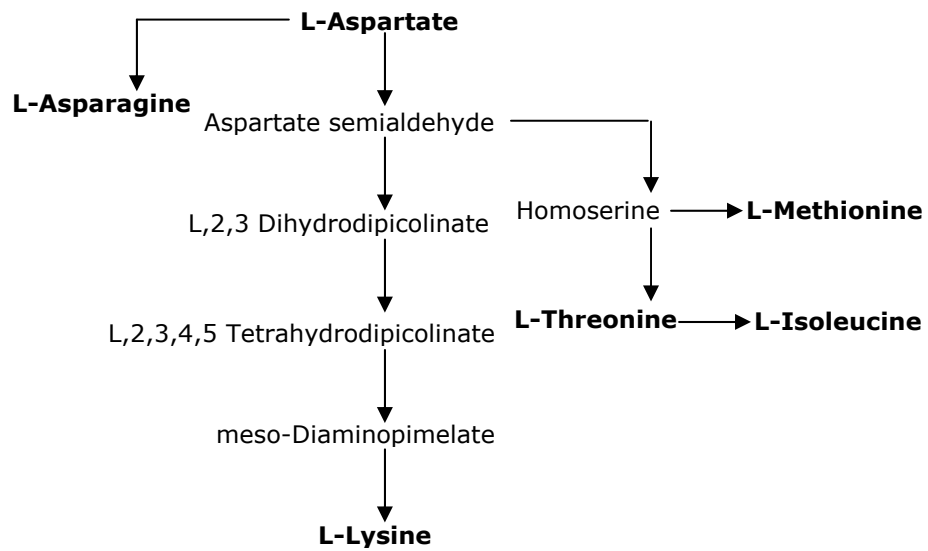 L-Aspartate
L-Asparagine
Aspartate semialdehyde
L,2,3 Dihydrodipicolinate
Homoserine
L-Methionine
L,2,3,4,5 Tetrahydrodipicolinate
L-Threonine
L-Isoleucine
meso-Diaminopimelate
L-Lysine